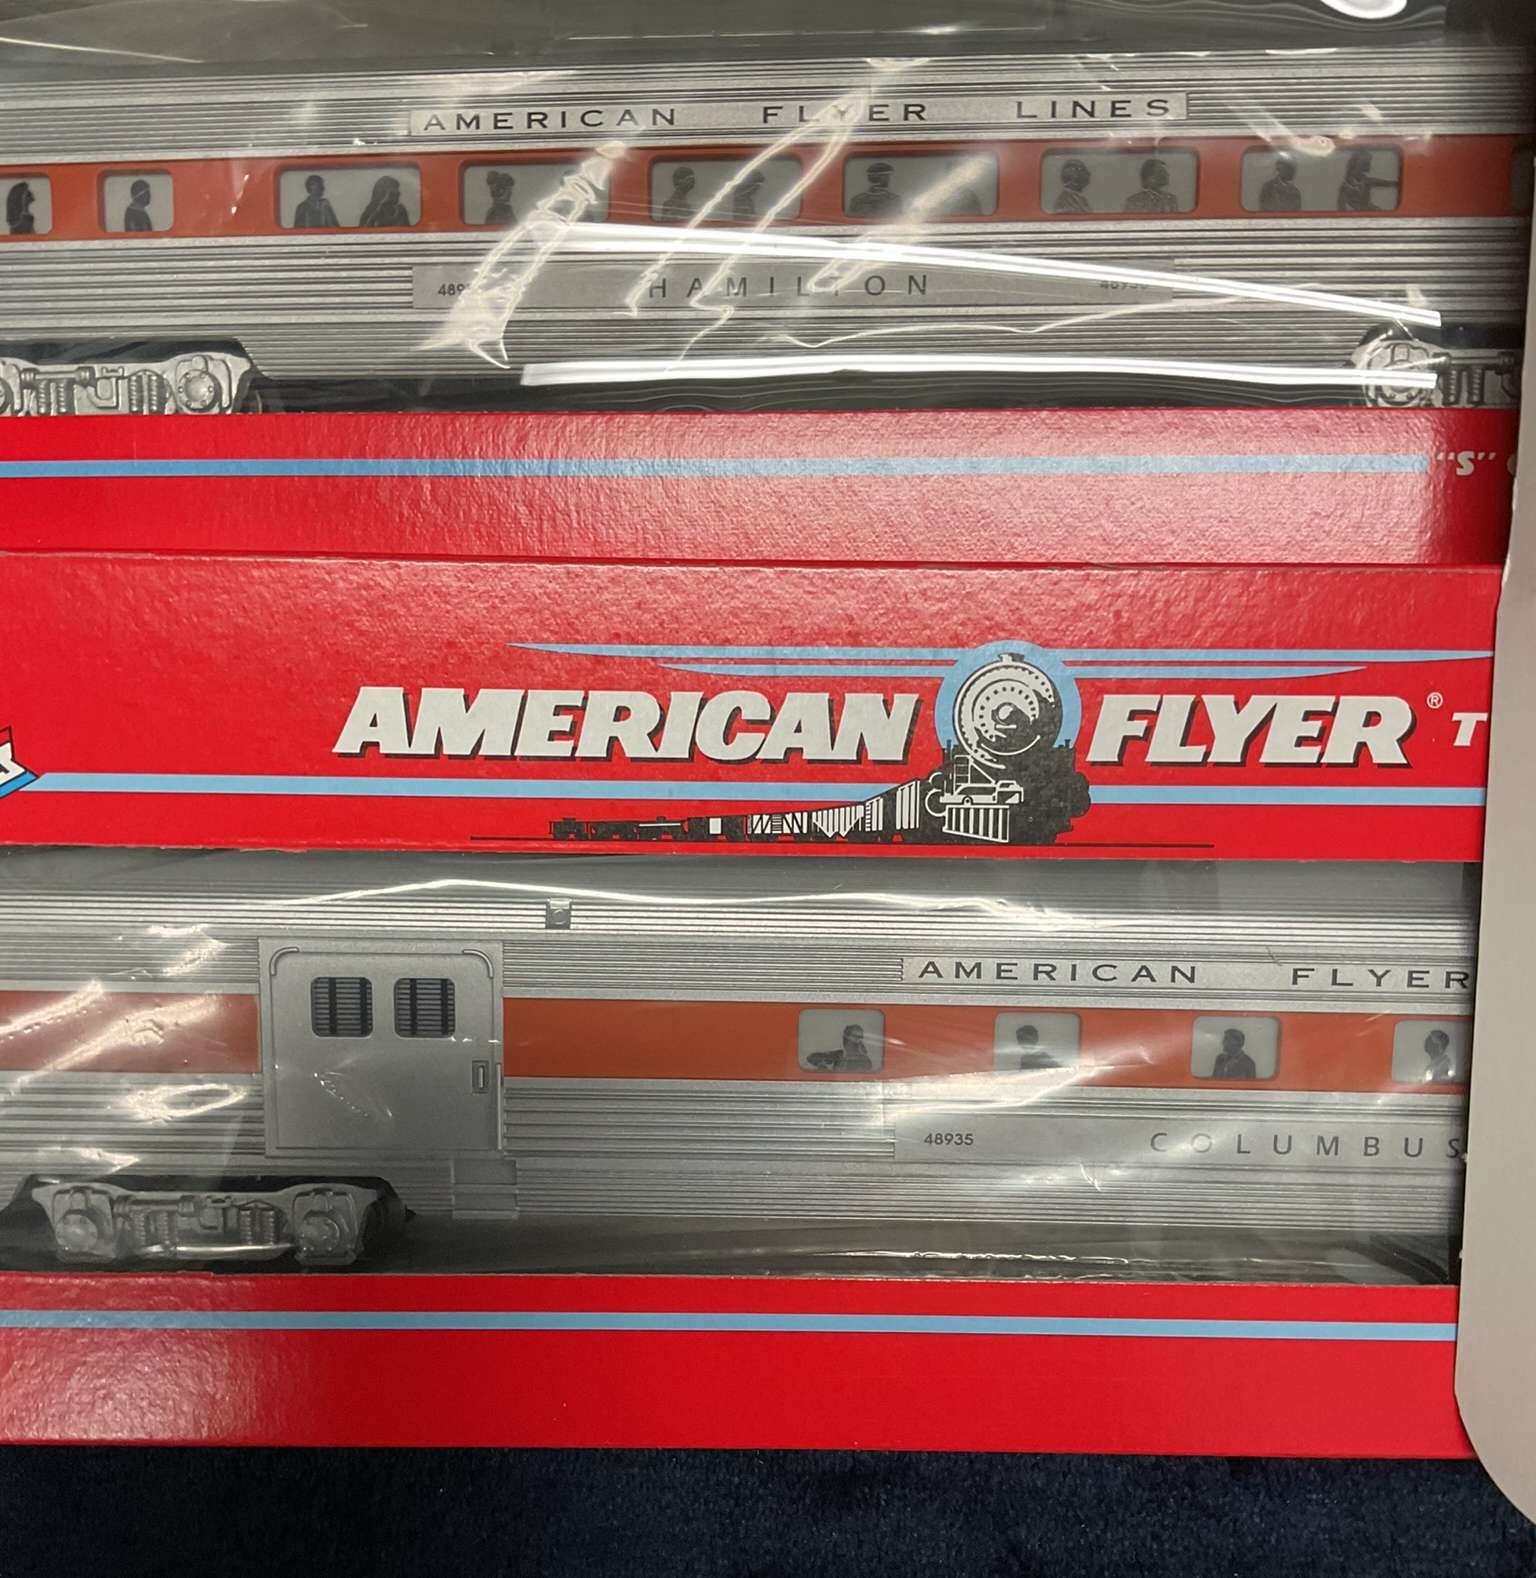 AMERICAN FLYER LINES
HAMILTON
"S"
AMERICAN FLYER® T
AMERICAN FLYER
48935 COLUMBUS